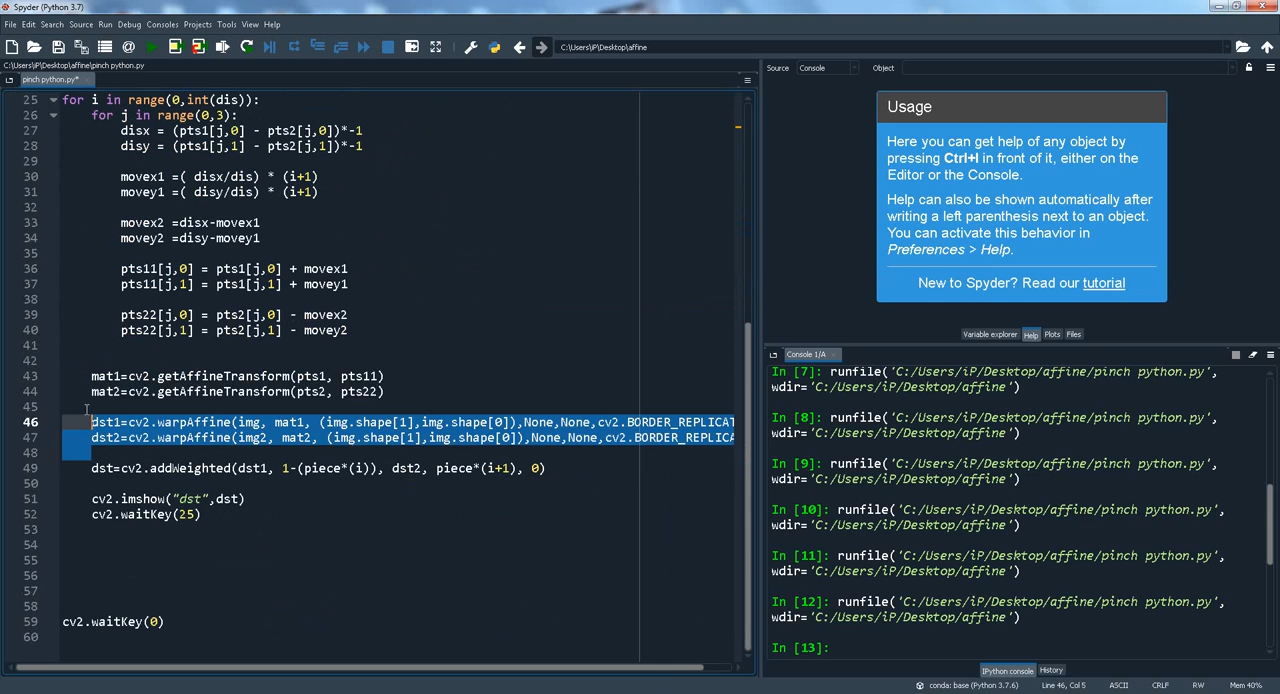 Spyder (Python 3.7)
File Edit Search Source Run Debug Consoles Projects Tools View Help
C:\Users\iP\Desktop\affine
C:\Users\iP\Desktop\affine\pinch python.py
pinch python.py*
Source Console Object
25 for i in range(0,int(dis)):
26 for j in range(0,3):
27 disx = (pts1[j,0] - pts2[j,0])*-1
28 disy = (pts1[j,1] - pts2[j,1])*-1
29
30 movex1 =( disx/dis) * (i+1)
31 movey1 =( disy/dis) * (i+1)
32
33 movex2 =disx-movex1
34 movey2 =disy-movey1
35
36 pts11[j,0] = pts1[j,0] + movex1
37 pts11[j,1] = pts1[j,1] + movey1
38
39 pts22[j,0] = pts2[j,0] - movex2
40 pts22[j,1] = pts2[j,1] - movey2
41
42
43 mat1=cv2.getAffineTransform(pts1, pts11)
44 mat2=cv2.getAffineTransform(pts2, pts22)
45
46 dst1=cv2.warpAffine(img, mat1, (img.shape[1],img.shape[0]),None,None,cv2.BORDER_REPLICAT
47 dst2=cv2.warpAffine(img2, mat2, (img.shape[1],img.shape[0]),None,None,cv2.BORDER_REPLICA
48
49 dst=cv2.addWeighted(dst1, 1-(piece*(i)), dst2, piece*(i+1), 0)
50
51 cv2.imshow("dst",dst)
52 cv2.waitKey(25)
53
54
55
56
57
58
59 cv2.waitKey(0)
60
Usage
Here you can get help of any object by
pressing Ctrl+I in front of it, either on the
Editor or the Console.
Help can also be shown automatically after
writing a left parenthesis next to an object.
You can activate this behavior in
Preferences > Help.
New to Spyder? Read our tutorial
Variable explorer Help Plots Files
Console 1/A
In [7]: runfile('C:/Users/iP/Desktop/affine/pinch python.py',
wdir='C:/Users/iP/Desktop/affine')
In [8]: runfile('C:/Users/iP/Desktop/affine/pinch python.py',
wdir='C:/Users/iP/Desktop/affine')
In [9]: runfile('C:/Users/iP/Desktop/affine/pinch python.py',
wdir='C:/Users/iP/Desktop/affine')
In [10]: runfile('C:/Users/iP/Desktop/affine/pinch python.py',
wdir='C:/Users/iP/Desktop/affine')
In [11]: runfile('C:/Users/iP/Desktop/affine/pinch python.py',
wdir='C:/Users/iP/Desktop/affine')
In [12]: runfile('C:/Users/iP/Desktop/affine/pinch python.py',
wdir='C:/Users/iP/Desktop/affine')
In [13]:
IPython console History
conda: base (Python 3.7.6) Line 46, Col 5 ASCII CRLF RW Mem 40%